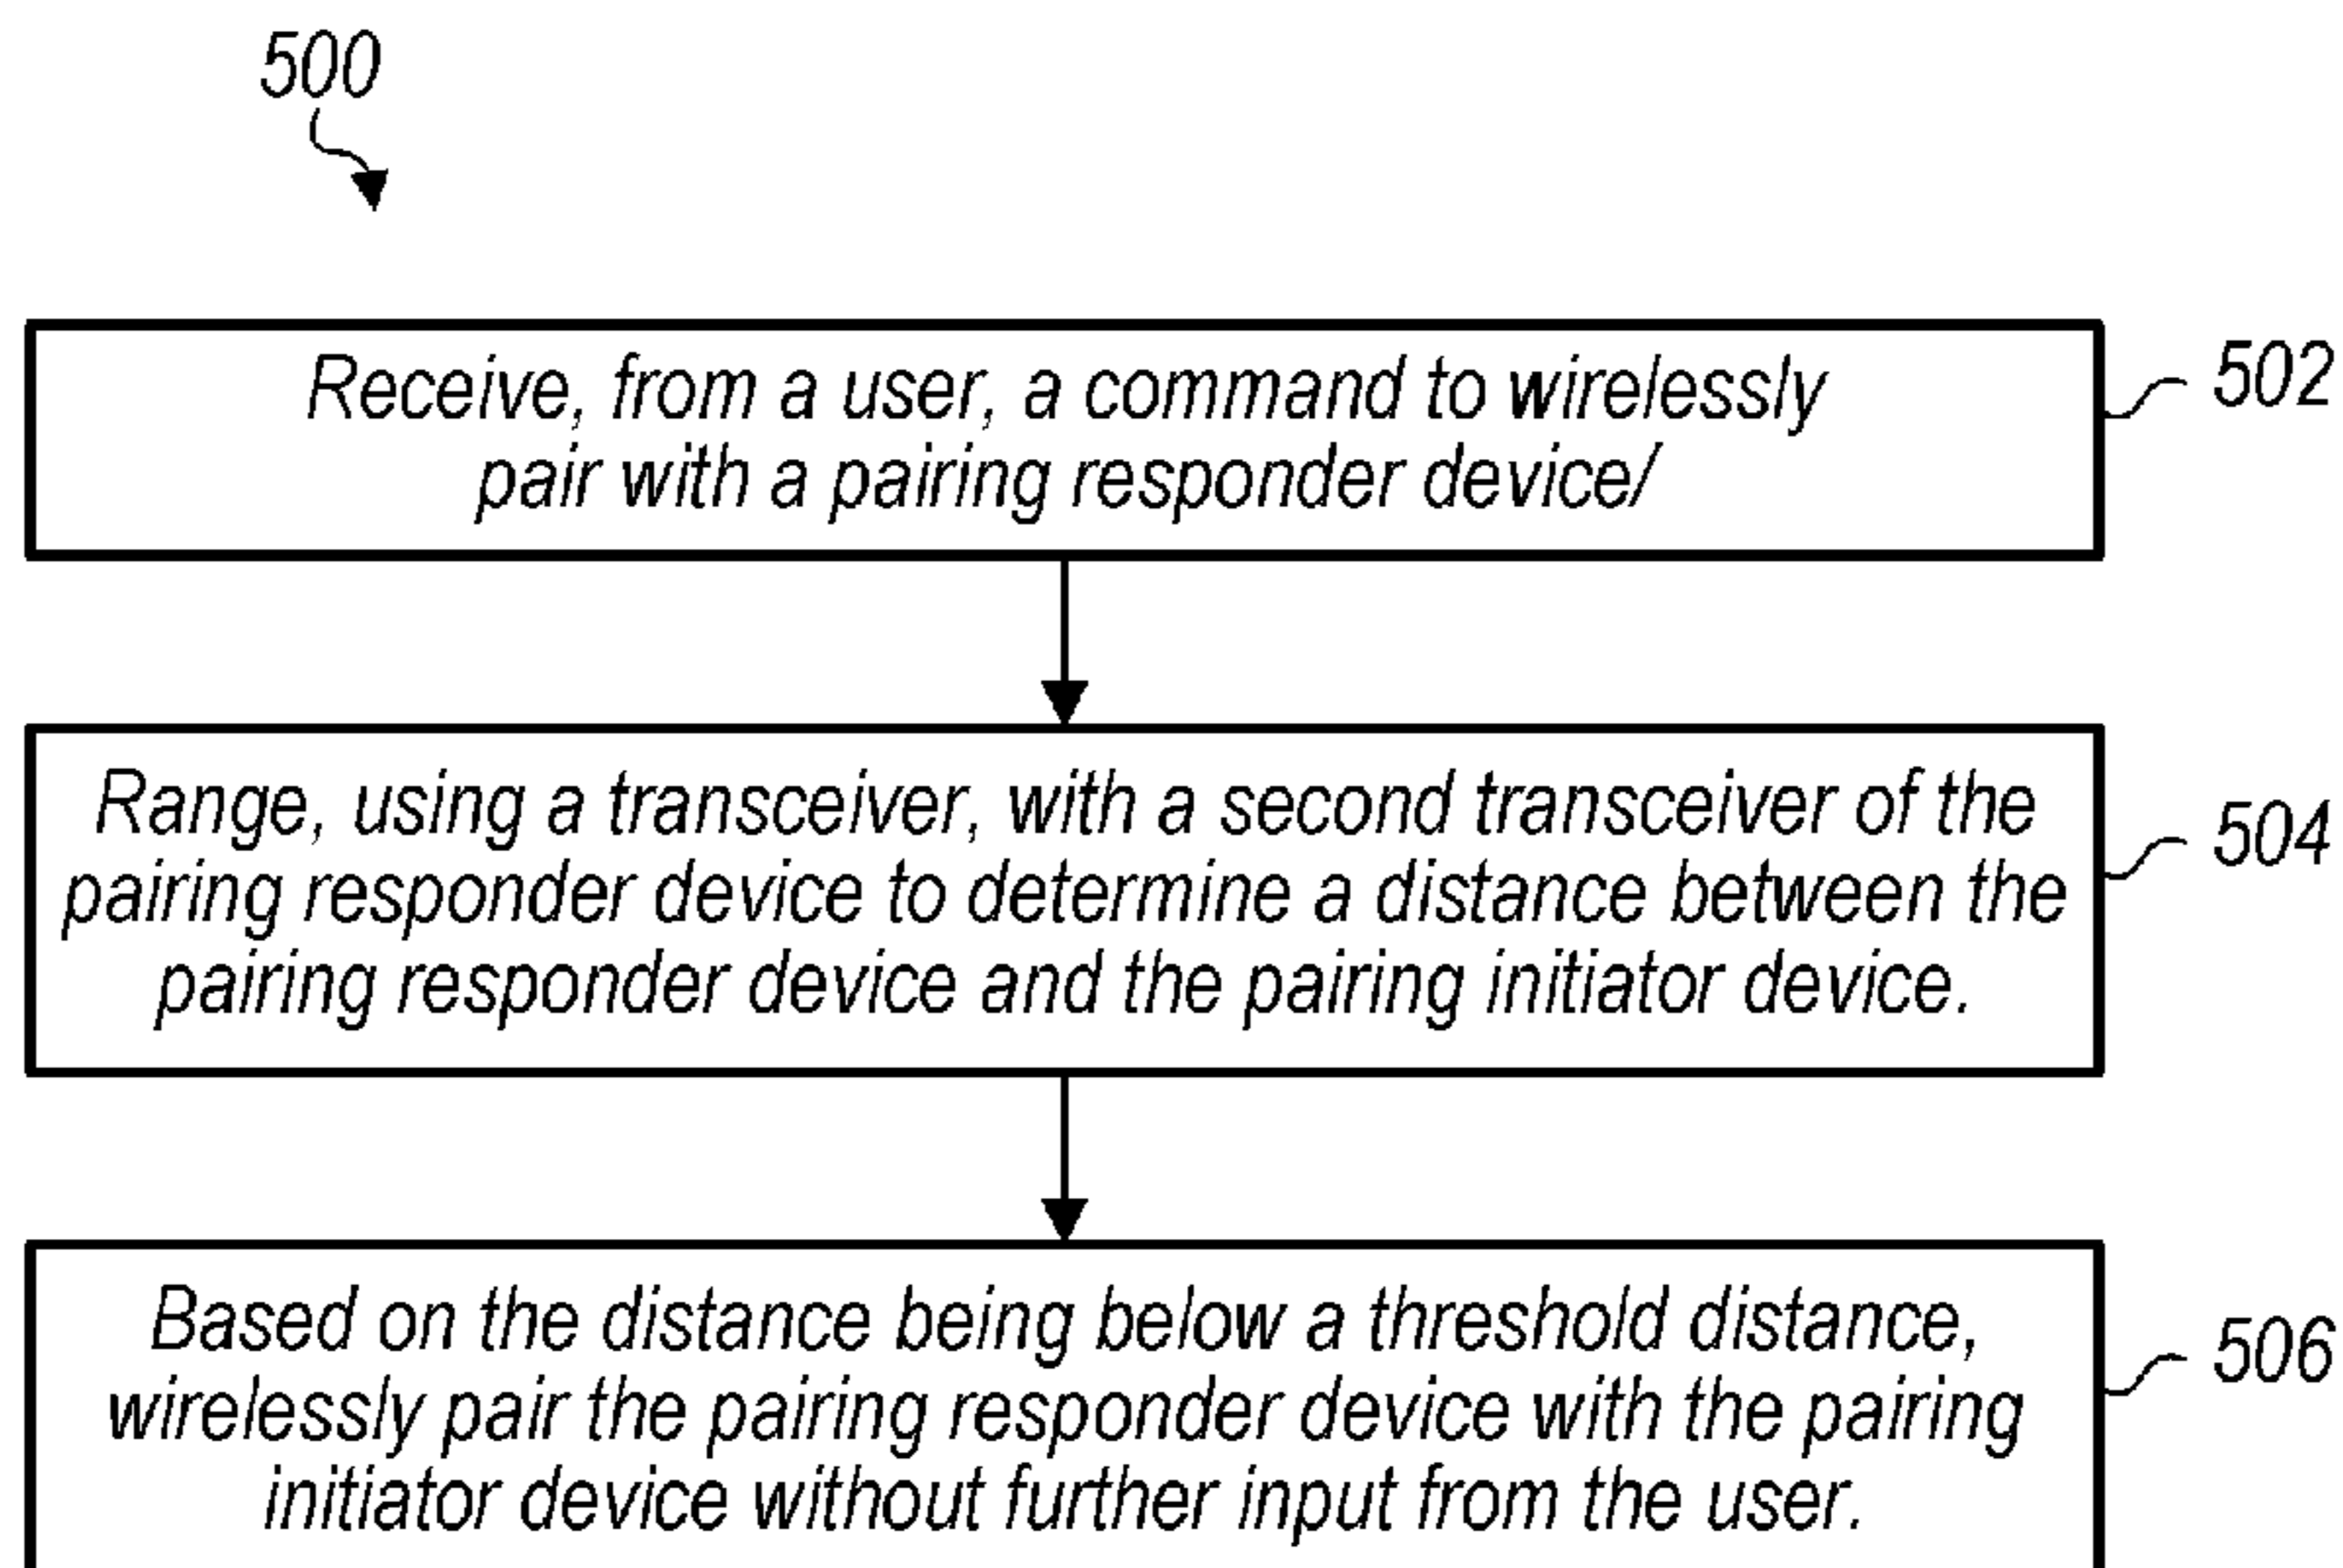 500
Receive, from a user, a command to wirelessly
pair with a pairing responder device/
502
Range, using a transceiver, with a second transceiver of the
pairing responder device to determine a distance between the
pairing responder device and the pairing initiator device.
504
Based on the distance being below a threshold distance,
wirelessly pair the pairing responder device with the pairing
initiator device without further input from the user.
506